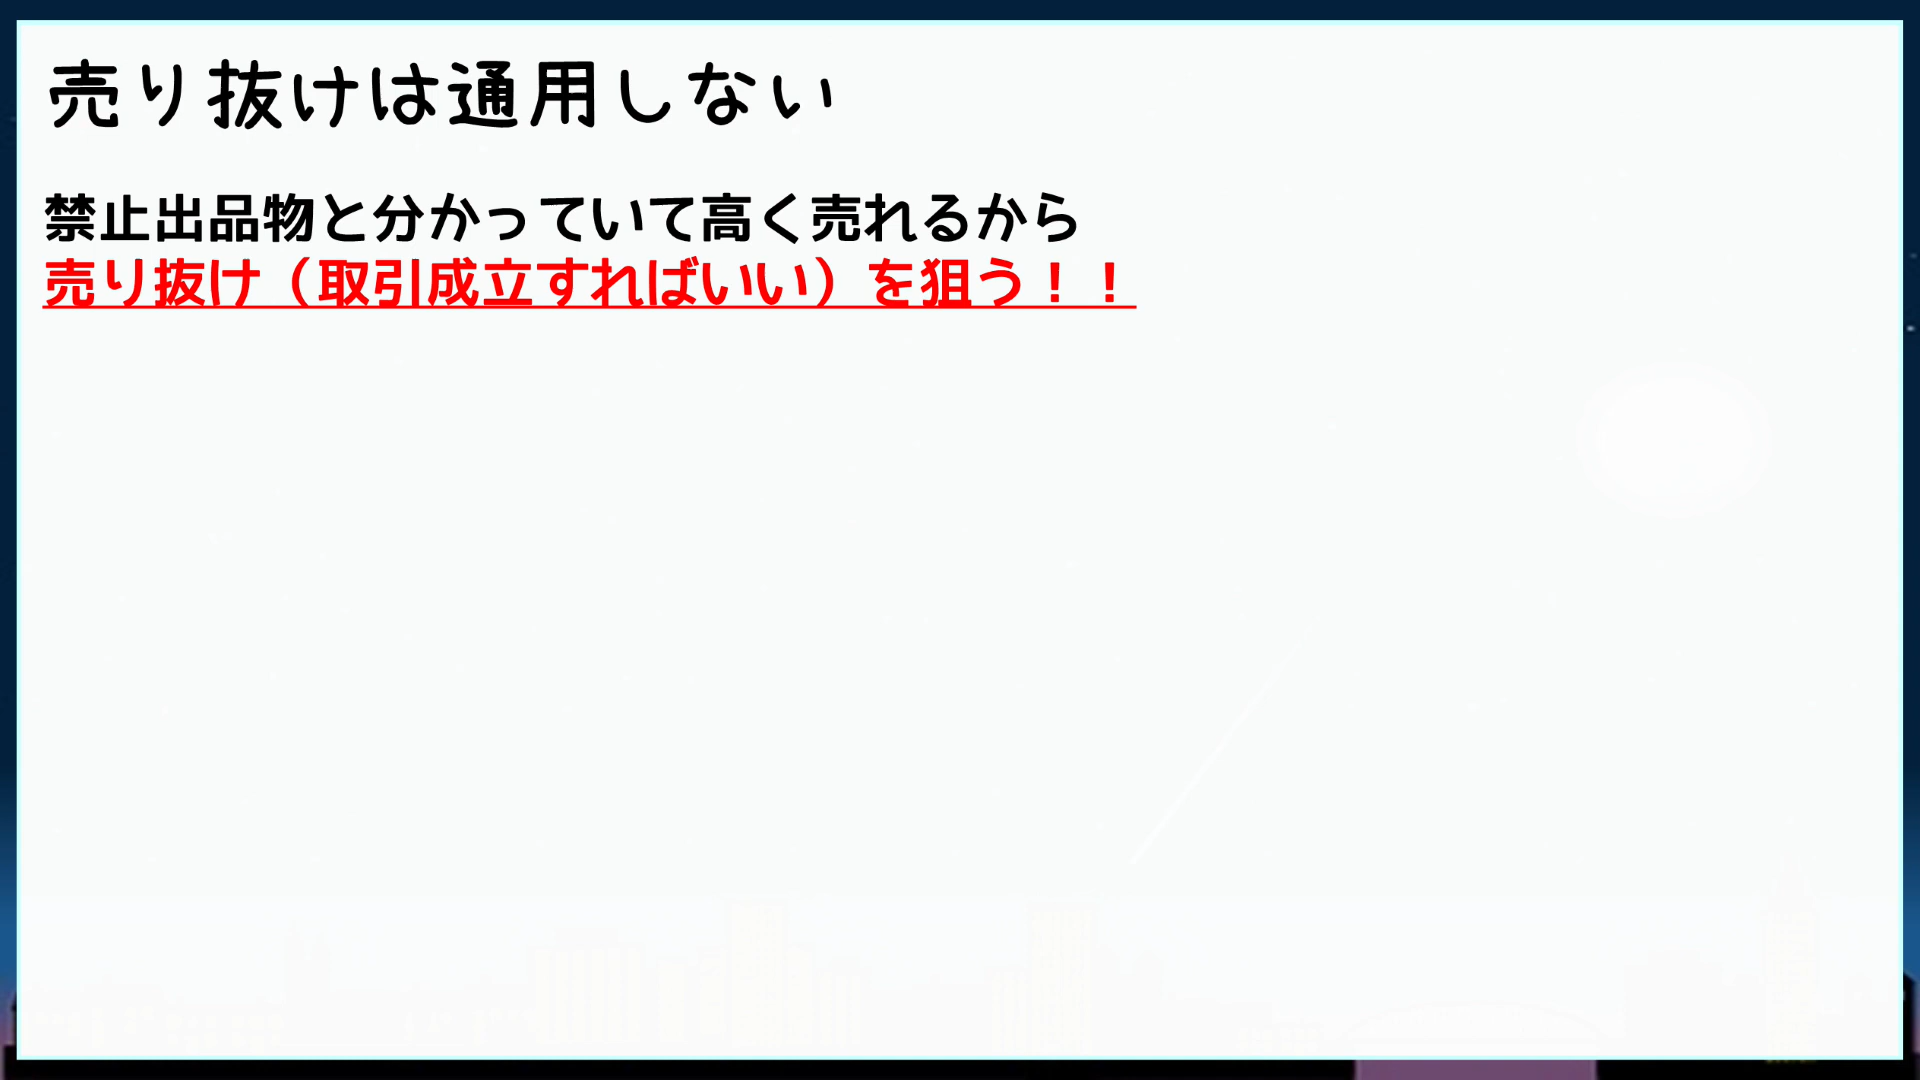 売り抜けは通用しない
禁止出品物と分かっていて高く売れるから
売り抜け（取引成立すればいい）を狙う！！